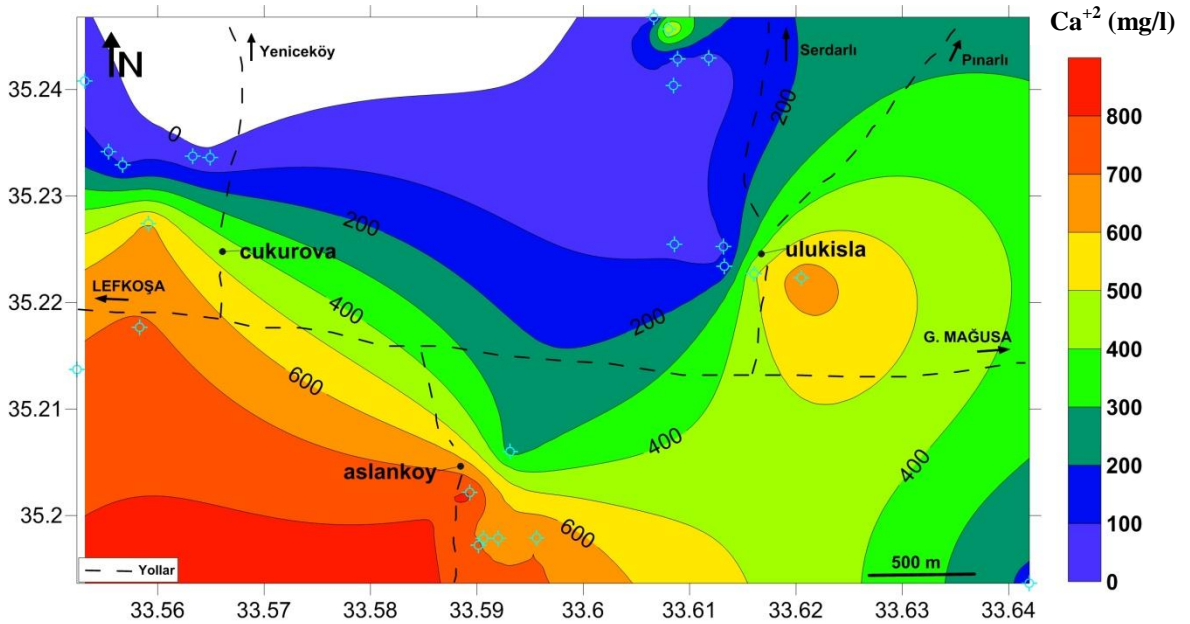 Ca+2 (mg/l)
N
Yeniceköy
Serdarlı
Pınarlı
35.24
35.23
35.22
35.21
35.2
0
200
200
200
400
400
400
600
600
cukurova
ulukisla
LEFKOŞA
G. MAĞUSA
aslankoy
Yollar
500 m
33.56
33.57
33.58
33.59
33.6
33.61
33.62
33.63
33.64
800
700
600
500
400
300
200
100
0